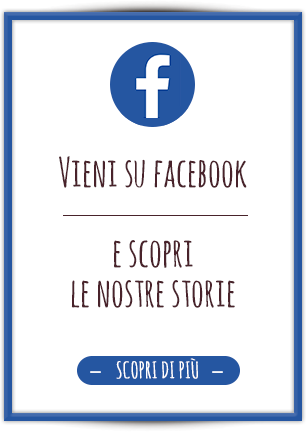 f
Vieni su facebook
e scopri
le nostre storie
– SCOPRI DI PIÙ –